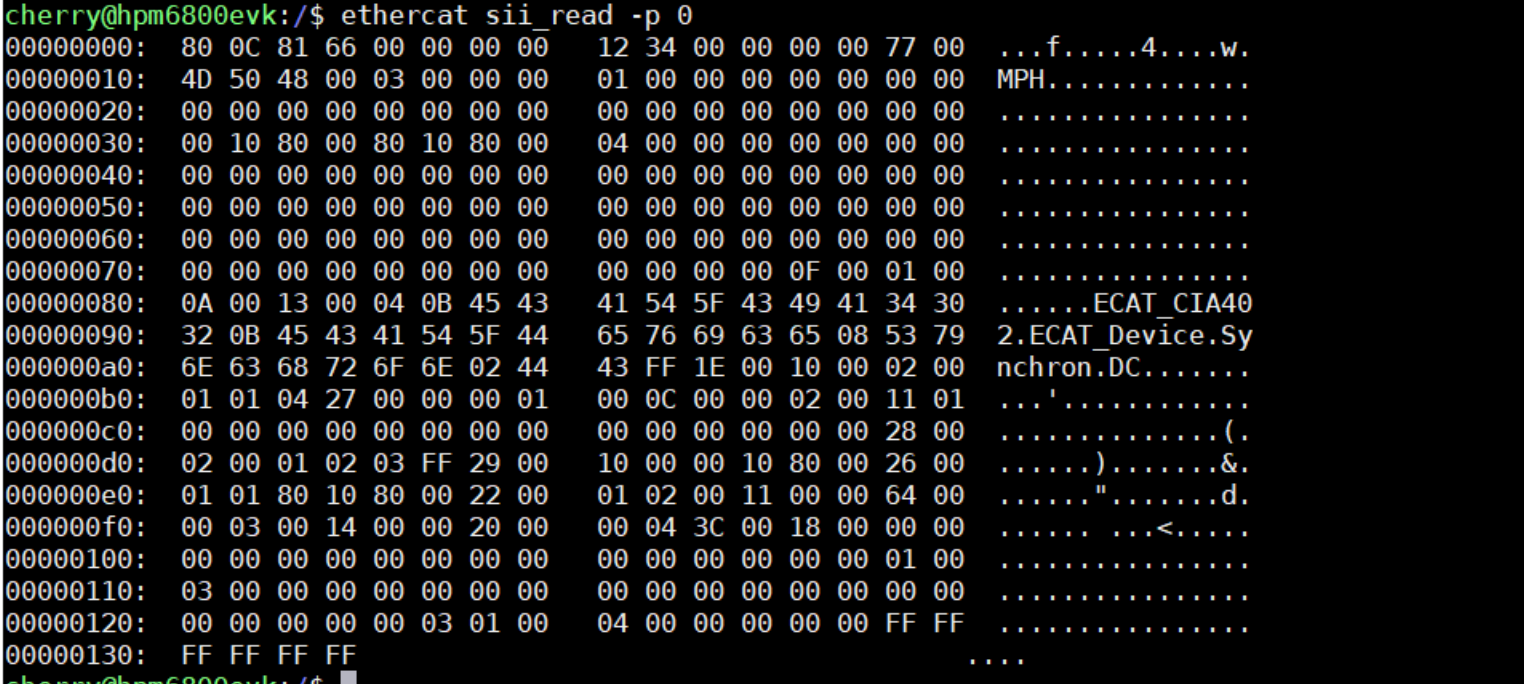 cherry@hpm6800evk:/$ ethercat sii_read -p 0
00000000:  80 0C 81 66 00 00 00 00   12 34 00 00 00 00 77 00  ...f.....4....w.
00000010:  4D 50 48 00 03 00 00 00   01 00 00 00 00 00 00 00  MPH.............
00000020:  00 00 00 00 00 00 00 00   00 00 00 00 00 00 00 00  ................
00000030:  00 10 80 00 80 10 80 00   04 00 00 00 00 00 00 00  ................
00000040:  00 00 00 00 00 00 00 00   00 00 00 00 00 00 00 00  ................
00000050:  00 00 00 00 00 00 00 00   00 00 00 00 00 00 00 00  ................
00000060:  00 00 00 00 00 00 00 00   00 00 00 00 00 00 00 00  ................
00000070:  00 00 00 00 00 00 00 00   00 00 00 00 0F 00 01 00  ................
00000080:  0A 00 13 00 04 0B 45 43   41 54 5F 43 49 41 34 30  ......ECAT_CIA40
00000090:  32 0B 45 43 41 54 5F 44   65 76 69 63 65 08 53 79  2.ECAT_Device.Sy
000000a0:  6E 63 68 72 6F 6E 02 44   43 FF 1E 00 10 00 02 00  nchron.DC.......
000000b0:  01 01 04 27 00 00 00 01   00 0C 00 00 02 00 11 01  ...'............
000000c0:  00 00 00 00 00 00 00 00   00 00 00 00 00 00 28 00  ..............(.
000000d0:  02 00 01 02 03 FF 29 00   10 00 00 10 80 00 26 00  ......).......&.
000000e0:  01 01 80 10 80 00 22 00   01 02 00 11 00 00 64 00  ......".......d.
000000f0:  00 03 00 14 00 00 20 00   00 04 3C 00 18 00 00 00  ...... ...<.....
00000100:  00 00 00 00 00 00 00 00   00 00 00 00 00 00 01 00  ................
00000110:  03 00 00 00 00 00 00 00   00 00 00 00 00 00 00 00  ................
00000120:  00 00 00 00 00 03 01 00   04 00 00 00 00 00 FF FF  ................
00000130:  FF FF FF FF                                      ....
cherry@hpm6800evk:/$